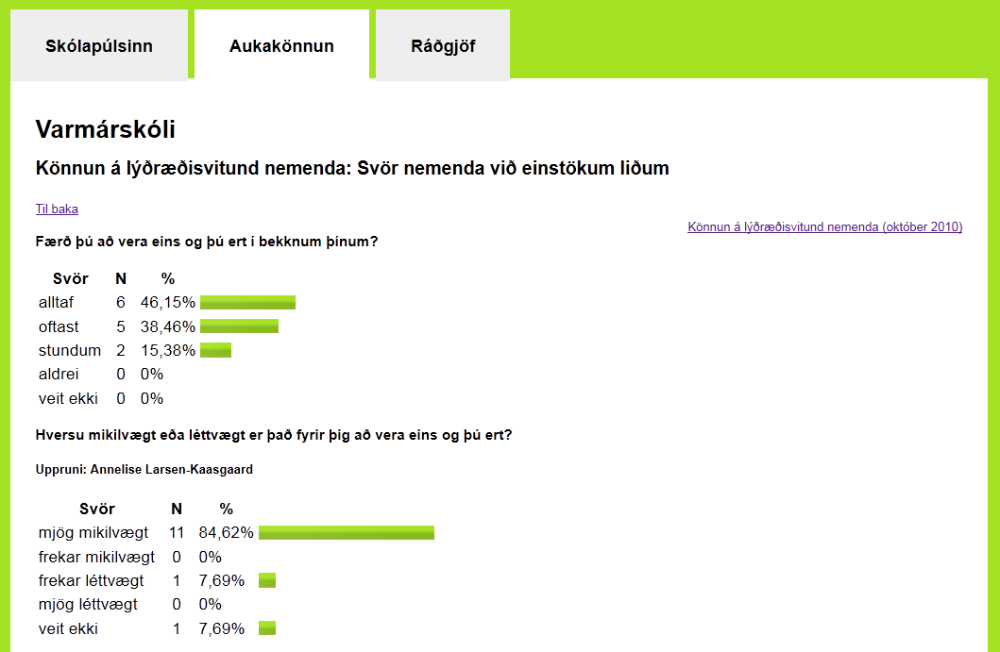 Skólapúlsinn Aukakönnun Ráðgjöf
Varmárskóli
Könnun á lýðræðisvitund nemenda: Svör nemenda við einstökum liðum
Til baka
Könnun á lýðræðisvitund nemenda (október 2010)
Færð þú að vera eins og þú ert í bekknum þínum?
Svör N %
alltaf 6 46,15%
oftast 5 38,46%
stundum 2 15,38%
aldrei 0 0%
veit ekki 0 0%
Hversu mikilvægt eða léttvægt er það fyrir þig að vera eins og þú ert?
Uppruni: Annelise Larsen-Kaasgaard
Svör N %
mjög mikilvægt 11 84,62%
frekar mikilvægt 0 0%
frekar léttvægt 1 7,69%
mjög léttvægt 0 0%
veit ekki 1 7,69%